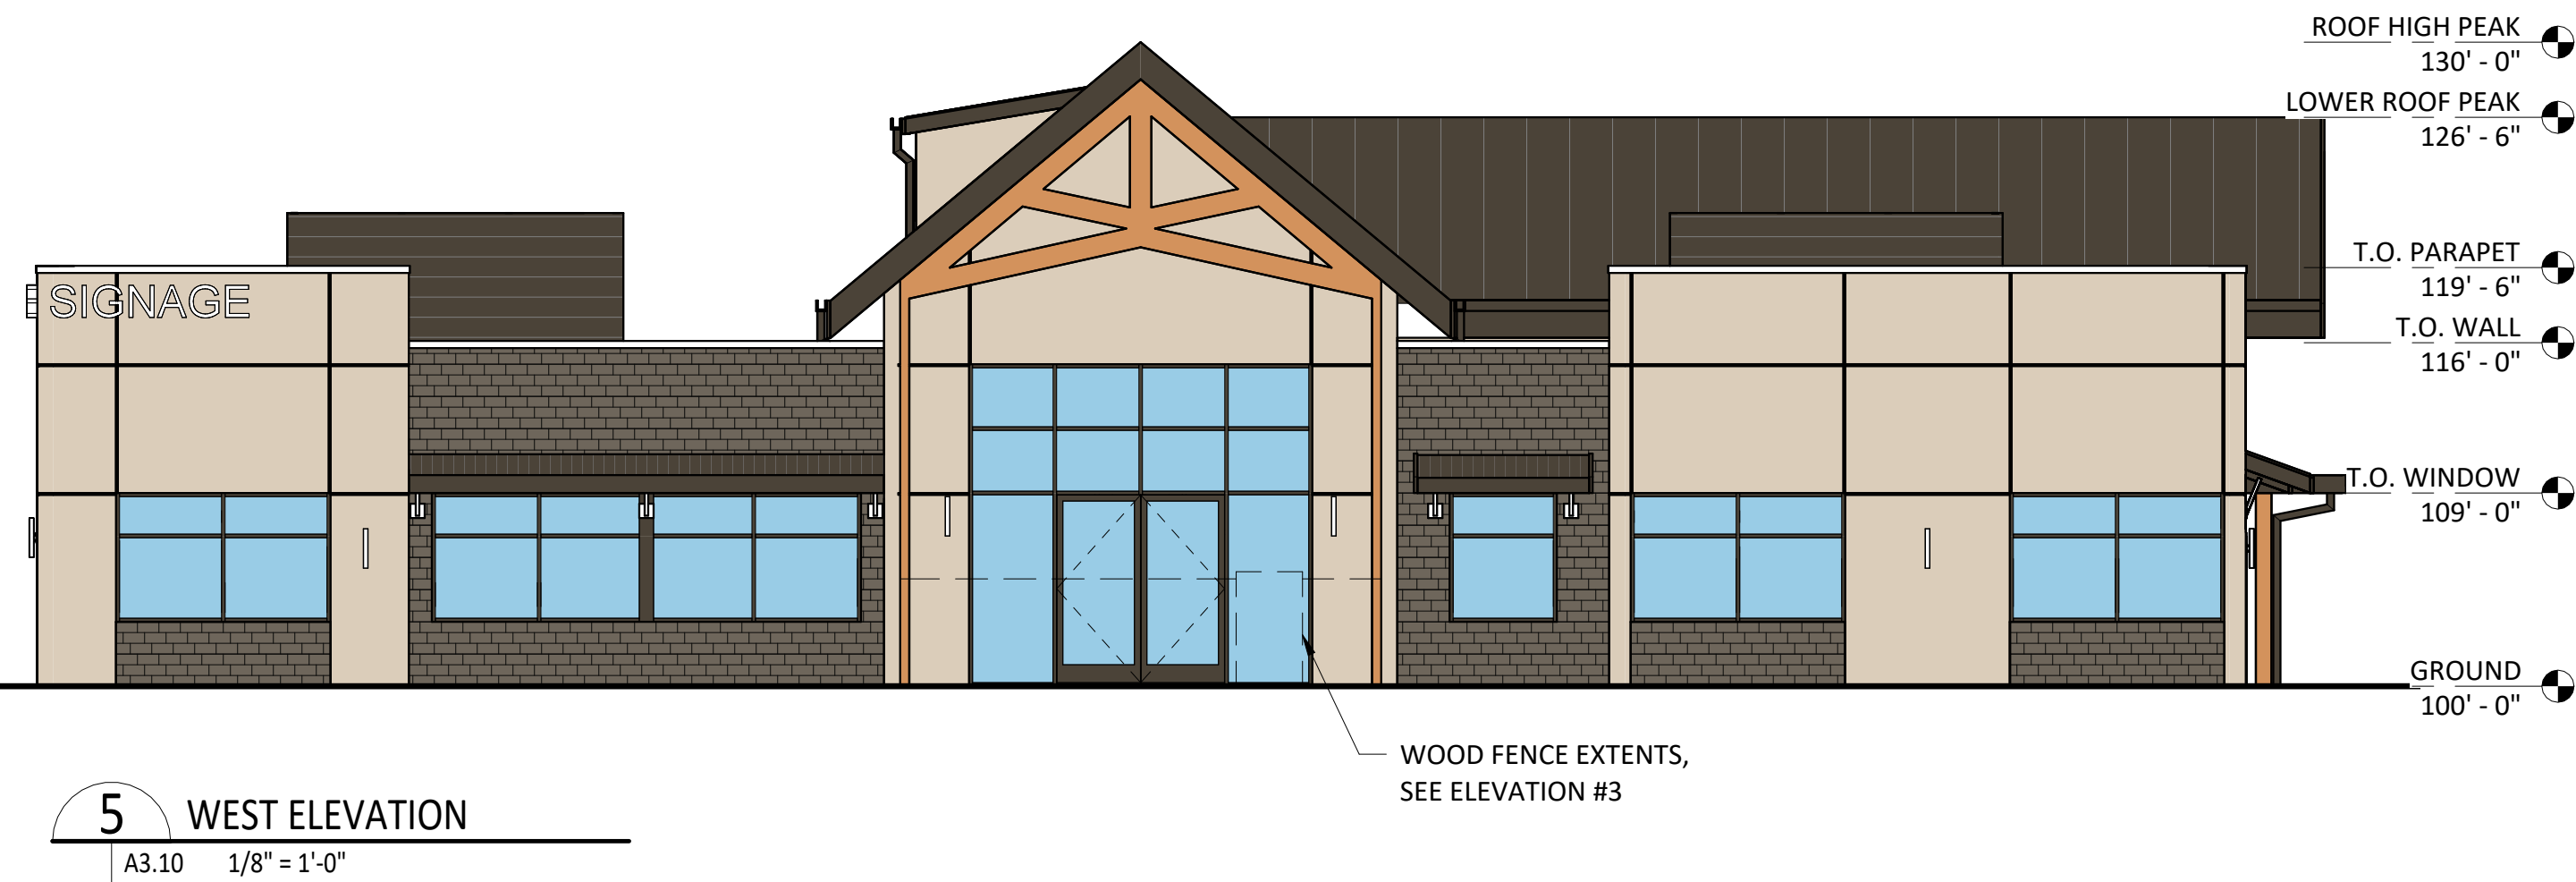 ROOF HIGH PEAK
130' - 0"
LOWER ROOF PEAK
126' - 6"
T.O. PARAPET
119' - 6"
T.O. WALL
116' - 0"
T.O. WINDOW
109' - 0"
GROUND
100' - 0"
SIGNAGE
WOOD FENCE EXTENTS,
SEE ELEVATION #3
5 WEST ELEVATION
A3.10 1/8" = 1'-0"